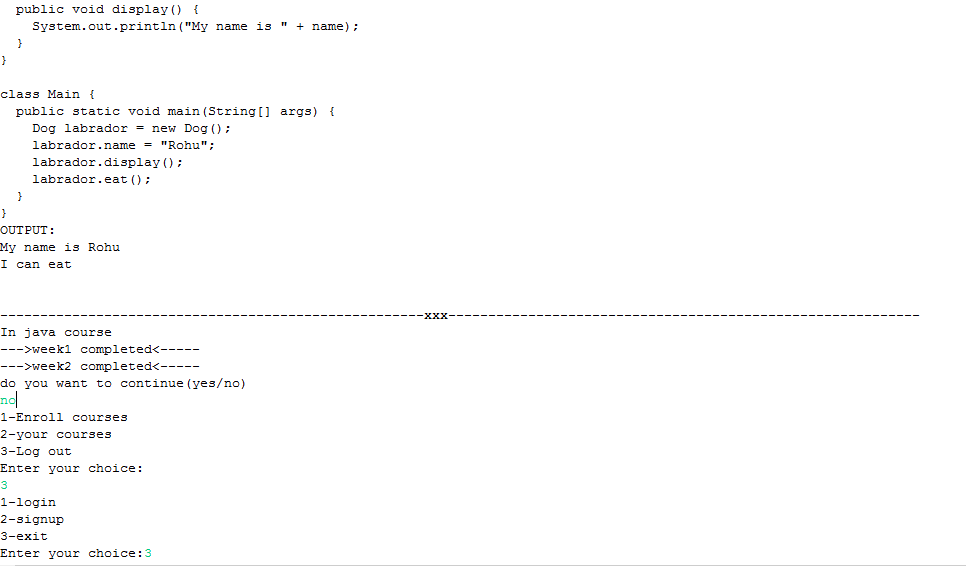 public void display() {
System.out.println("My name is " + name);
}
}
class Main {
public static void main(String[] args) {
Dog labrador = new Dog();
labrador.name = "Rohu";
labrador.display();
labrador.eat();
}
}
OUTPUT:
My name is Rohu
I can eat
-----------------------------------------------------xxx-----------------------------------------------------------
In java course
--->week1 completed<-----
--->week2 completed<-----
do you want to continue(yes/no)
no
1-Enroll courses
2-your courses
3-Log out
Enter your choice:
3
1-login
2-signup
3-exit
Enter your choice:3